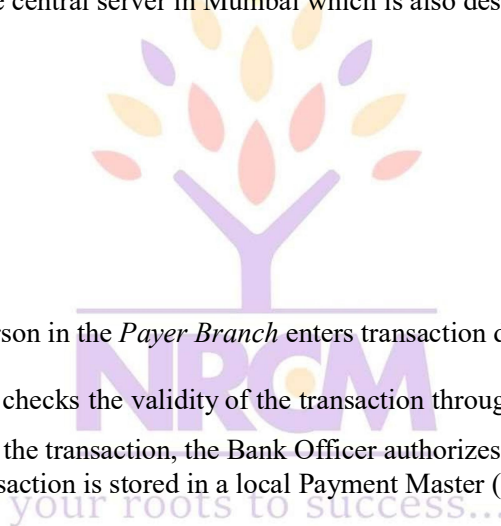 central server in Mumbai which is also des
rson in the Payer Branch enters transaction
checks the validity of the transaction throug
the transaction, the Bank Officer authorizes
saction is stored in a local Payment Master (
NRCM
your roots to success...